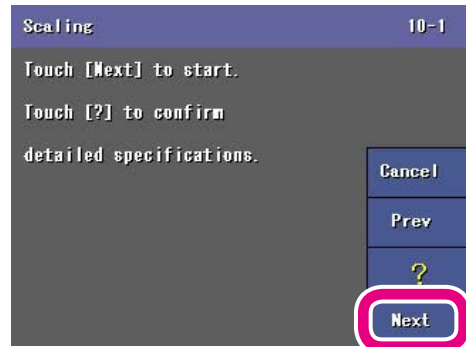 Scaling 10-1
Touch [Next] to start.
Touch [?] to confirm
detailed specifications.
Cancel
Prev
?
Next